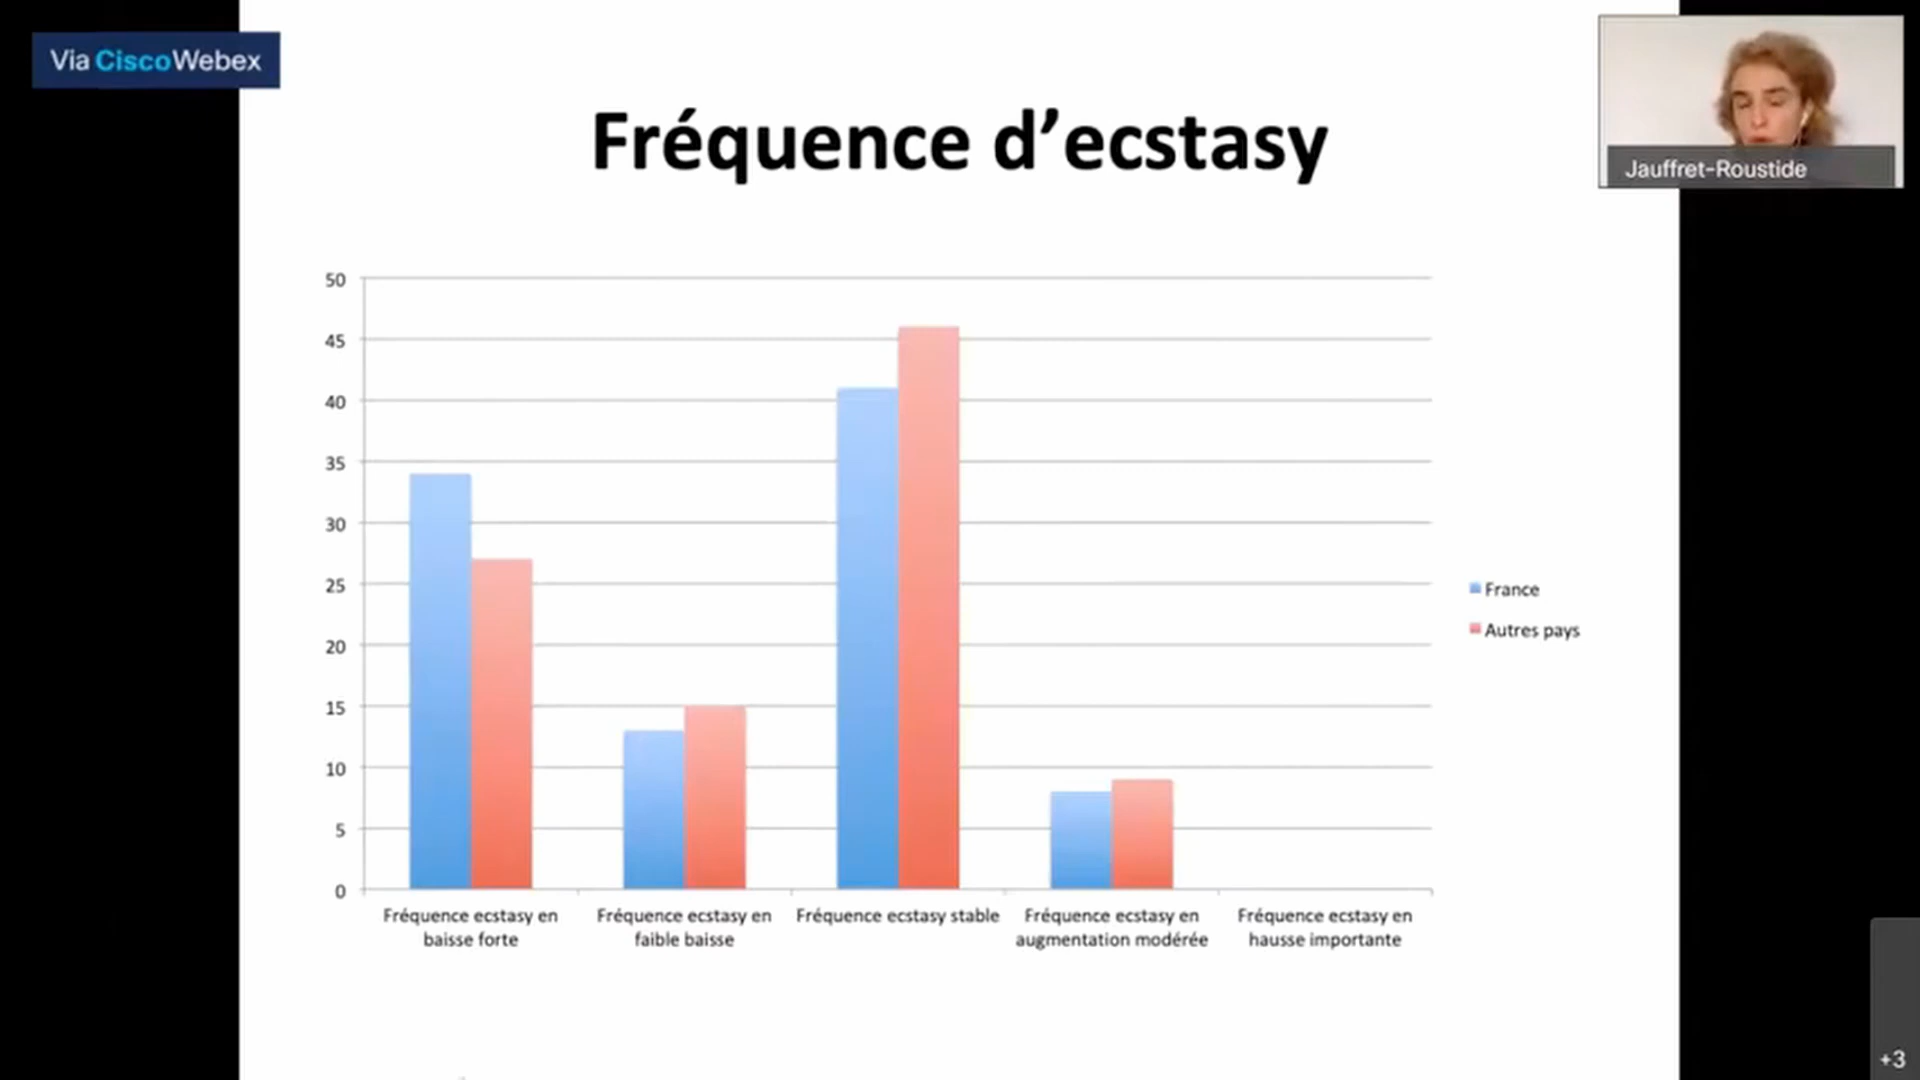 Via CiscoWebex
Jauffret-Roustide
Fréquence d’ecstasy
50
45
40
35
30
25
20
15
10
5
0
France
Autres pays
Fréquence ecstasy en
baisse forte
Fréquence ecstasy en
faible baisse
Fréquence ecstasy stable
Fréquence ecstasy en
augmentation modérée
Fréquence ecstasy en
hausse importante
+3